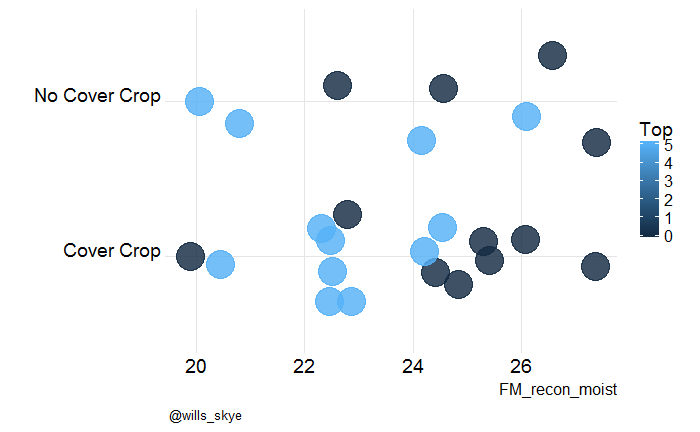 No Cover Crop
Cover Crop
20 22 24 26
FM_recon_moist
Top
5
4
3
2
1
0
@wills_skye